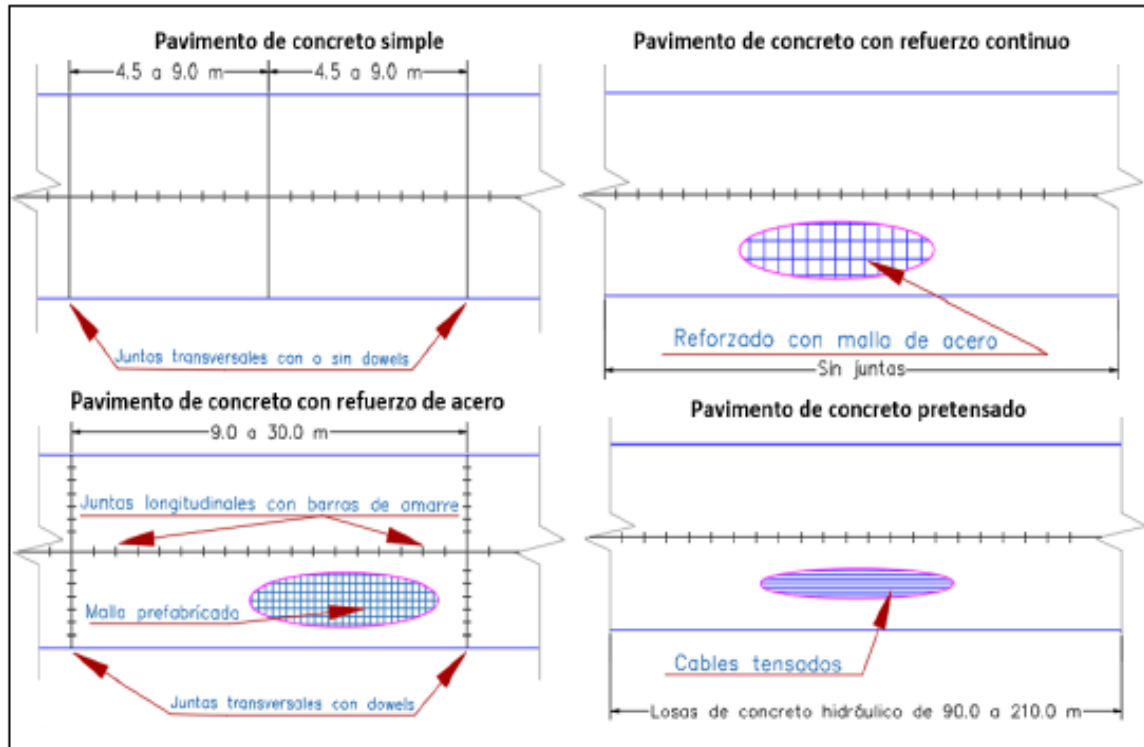 Pavimento de concreto simple
4.5 a 9.0 m
4.5 a 9.0 m
Juntas transversales con o sin dowels
Pavimento de concreto con refuerzo continuo
Reforzado con malla de acero
Sin juntas
Pavimento de concreto con refuerzo de acero
9.0 a 30.0 m
Juntas longitudinales con barras de amarre
Malla prefabricada
Juntas transversales con dowels
Pavimento de concreto pretensado
Cables tensados
Losas de concreto hidráulico de 90.0 a 210.0 m